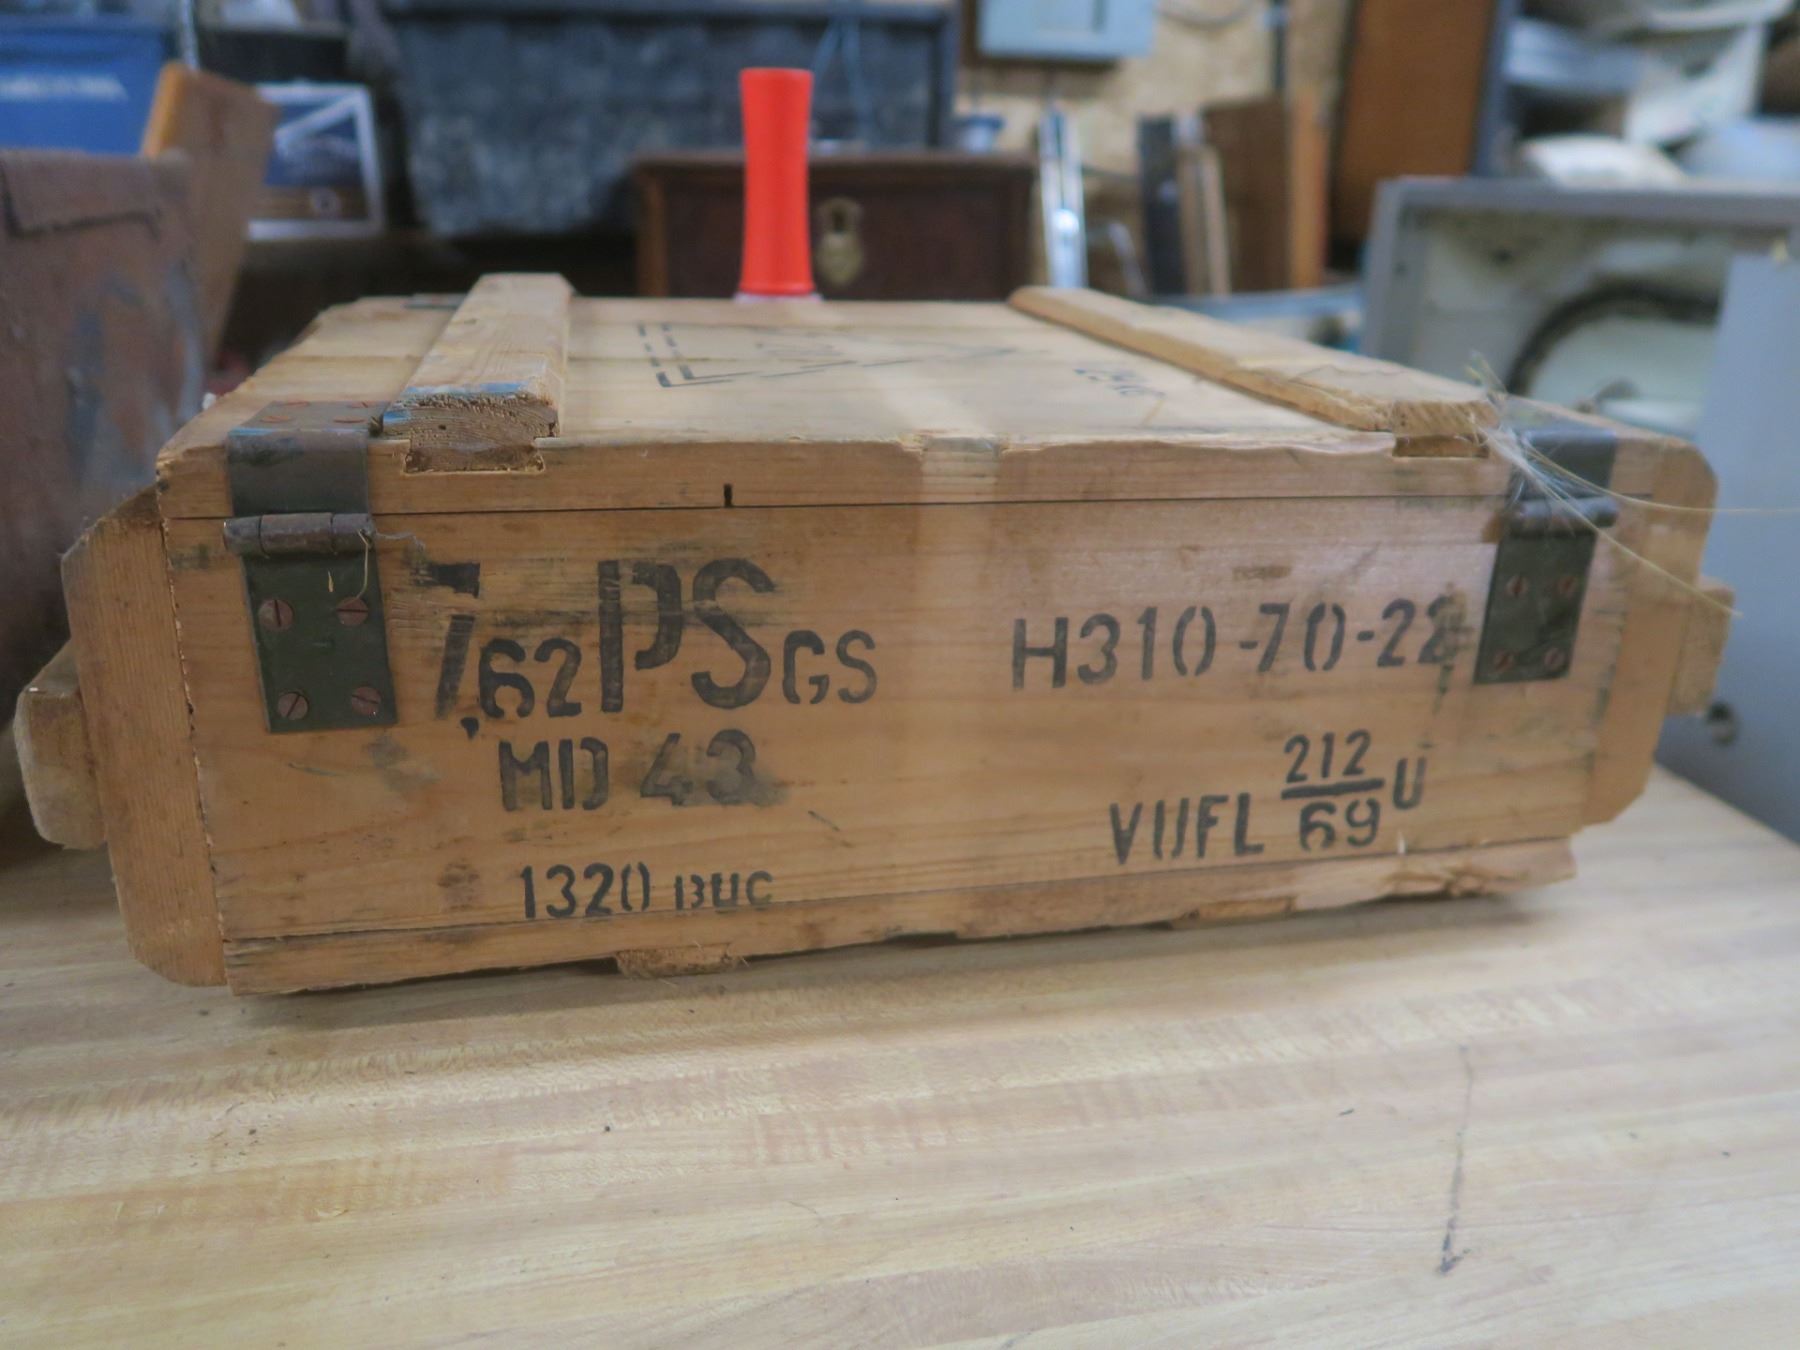 7,62 PS GS
MD 43
1320 BUC
H310-70-22
VUFL 212/69 U